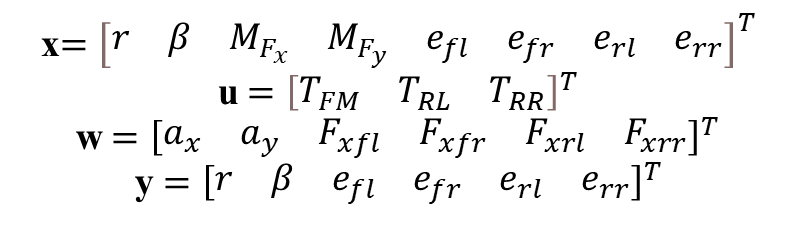 x= [r β M_{F_x} M_{F_y} e_{fl} e_{fr} e_{rl} e_{rr}]^T
u = [T_{FM} T_{RL} T_{RR}]^T
w = [a_x a_y F_{xfl} F_{xfr} F_{xrl} F_{xrr}]^T
y = [r β e_{fl} e_{fr} e_{rl} e_{rr}]^T